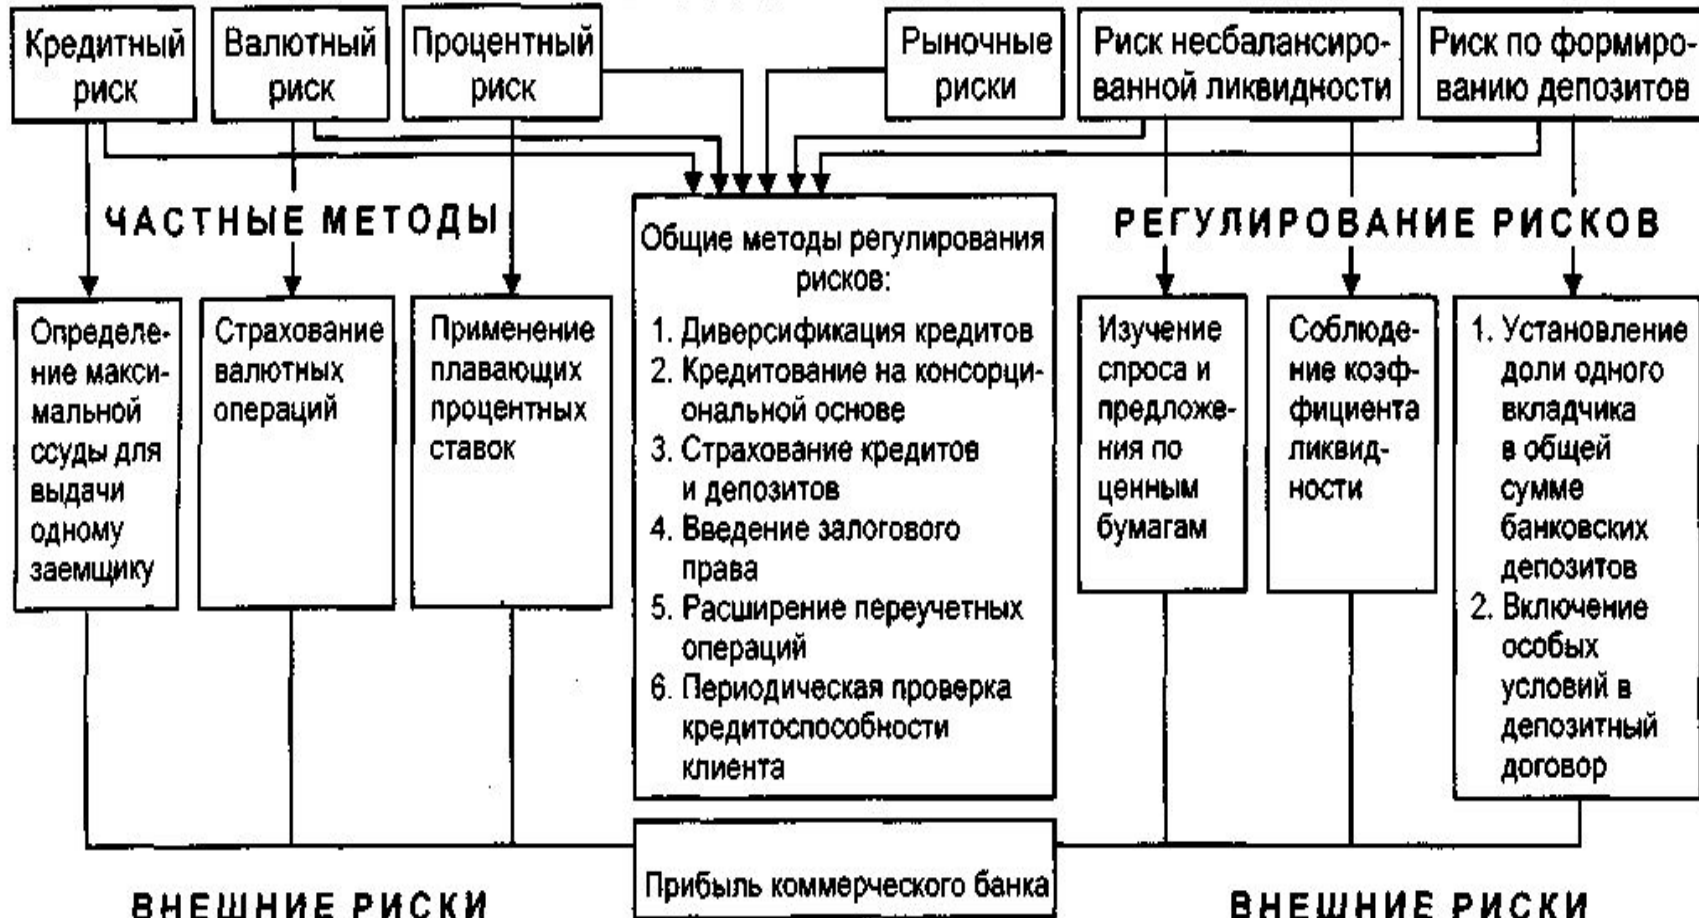 Кредитный
риск
Валютный
риск
Процентный
риск
Рыночные
риски
Риск несбалансиро-
ванной ликвидности
Риск по формиро-
ванию депозитов
ЧАСТНЫЕ МЕТОДЫ
РЕГУЛИРОВАНИЕ РИСКОВ
Определе-
ние макси-
мальной
ссуды для
выдачи
одному
заемщику
Страхование
валютных
операций
Применение
плавающих
процентных
ставок
Общие методы регулирования
рисков:
1. Диверсификация кредитов
2. Кредитование на консорци-
ональной основе
3. Страхование кредитов
и депозитов
4. Введение залогового
права
5. Расширение переучетных
операций
6. Периодическая проверка
кредитоспособности
клиента
Изучение
спроса и
предложе-
ния по
ценным
бумагам
Соблюде-
ние коэф-
фициента
ликвид-
ности
1. Установление
доли одного
вкладчика
в общей
сумме
банковских
депозитов
2. Включение
особых
условий в
депозитный
договор
Прибыль коммерческого банка
ВНЕШНИЕ РИСКИ
ВНЕШНИЕ РИСКИ